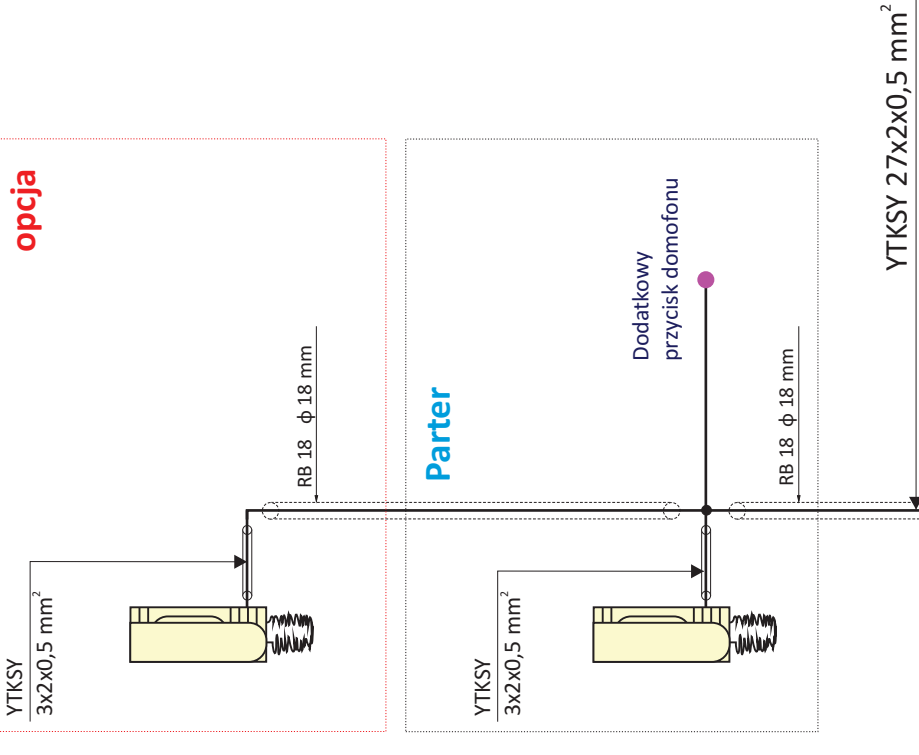 opcja
YTKSY
3x2x0,5 mm²
RB 18 ϕ 18 mm
Parter
Dodatkowy
przycisk domofonu
YTKSY
3x2x0,5 mm²
RB 18 ϕ 18 mm
YTKSY 27x2x0,5 mm²